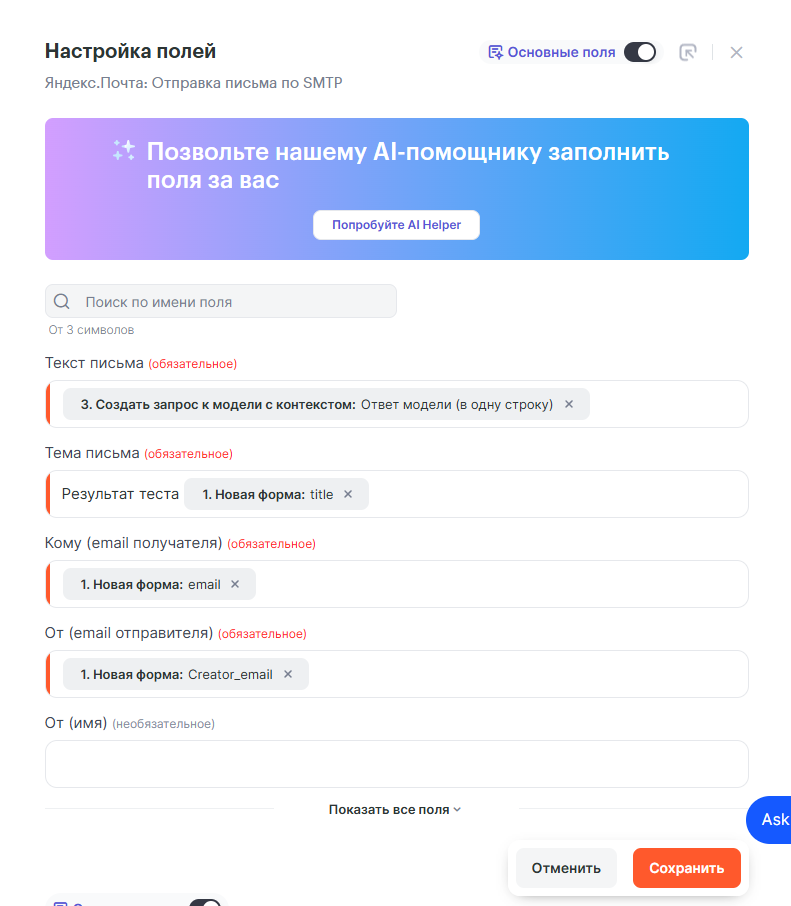 Настройка полей
Основные поля
Яндекс.Почта: Отправка письма по SMTP
Позвольте нашему AI-помощнику заполнить
поля за вас
Попробуйте AI Helper
Поиск по имени поля
От 3 символов
Текст письма (обязательное)
3. Создать запрос к модели с контекстом: Ответ модели (в одну строку) ×
Тема письма (обязательное)
Результат теста 1. Новая форма: title ×
Кому (email получателя) (обязательное)
1. Новая форма: email ×
От (email отправителя) (обязательное)
1. Новая форма: Creator_email ×
От (имя) (необязательное)
Показать все поля
Ask
Отменить
Сохранить